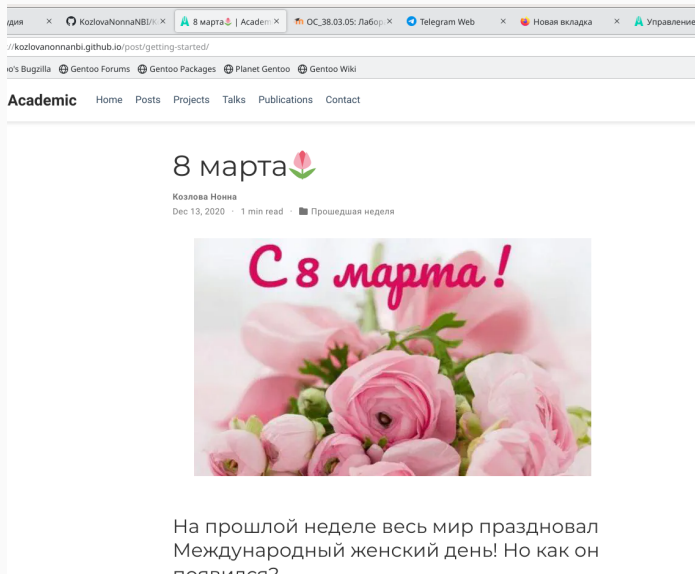 удия
KozlovaNonnaNBI/K
8 марта🌷 | Academ
ОС_38.03.05: Лабор
Telegram Web
Новая вкладка
Управление
://kozlovanonnanbi.github.io/post/getting-started/
oo's Bugzilla Gentoo Forums Gentoo Packages Planet Gentoo Gentoo Wiki
Academic Home Posts Projects Talks Publications Contact
8 марта🌷
Козлова Нонна
Dec 13, 2020 · 1 min read · Прошедшая неделя
С 8 марта!
На прошлой неделе весь мир праздновал
Международный женский день! Но как он
появился?